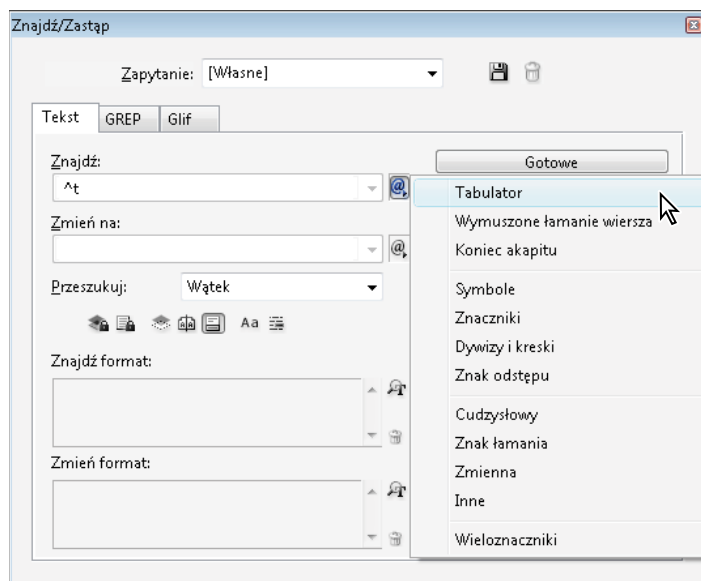 Znajdź/Zastąp
Zapytanie: [Własne]
Tekst GREP Glif
Znajdź: Gotowe
^t
Zmień na:
Przeszukuj: Wątek
Aa
Znajdź format:
Zmień format:
Tabulator
Wymuszone łamanie wiersza
Koniec akapitu
Symbole
Znaczniki
Dywizy i kreski
Znak odstępu
Cudzysłowy
Znak łamania
Zmienna
Inne
Wieloznaczniki